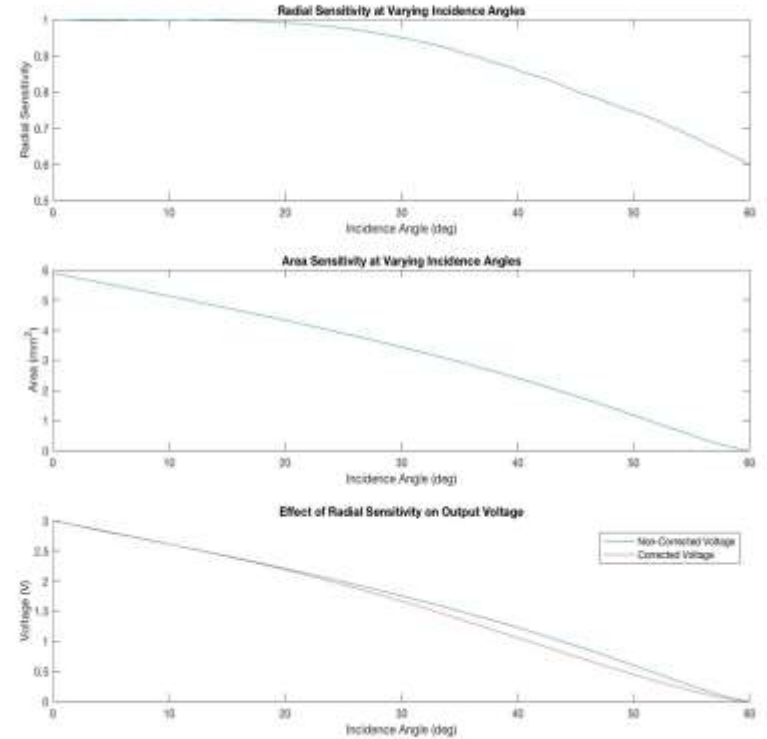 Radial Sensitivity at Varying Incidence Angles
Radial Sensitivity
1
0.9
0.8
0.7
0.6
0.5
0 10 20 30 40 50 60
Incidence Angle (deg)
Area Sensitivity at Varying Incidence Angles
Area (mm²)
6
5
4
3
2
1
0
0 10 20 30 40 50 60
Incidence Angle (deg)
Effect of Radial Sensitivity on Output Voltage
Voltage (V)
3
2.5
2
1.5
1
0.5
0
0 10 20 30 40 50 60
Incidence Angle (deg)
Non-Corrected Voltage
Corrected Voltage